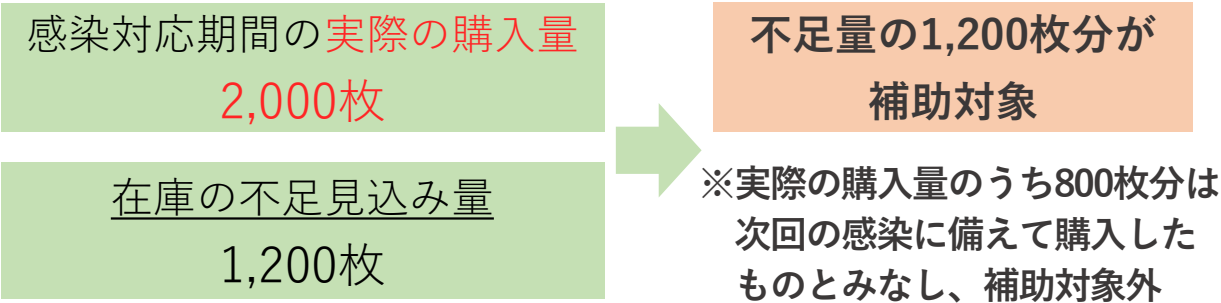 感染対応期間の実際の購入量
2,000枚
在庫の不足見込み量
1,200枚
不足量の1,200枚分が
補助対象
※実際の購入量のうち800枚分は
次回の感染に備えて購入した
ものとみなし、補助対象外